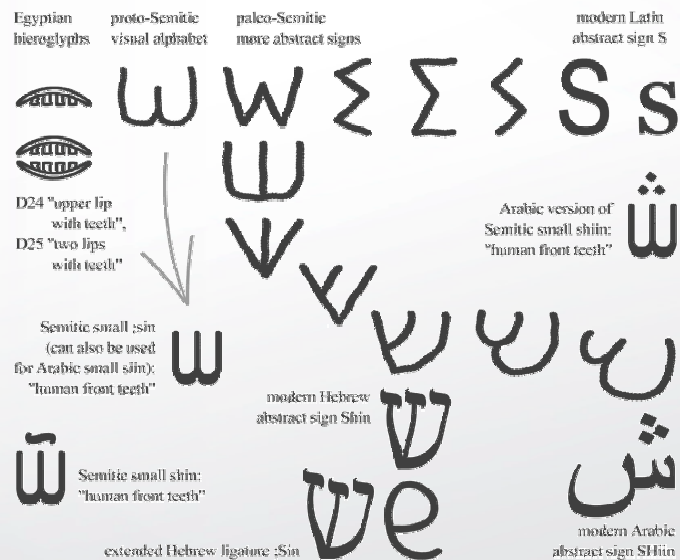 Egyptian
hieroglyphs
proto-Semitic
visual alphabet
paleo-Semitic
more abstract signs
modern Latin
abstract sign S
S s
D24 "upper lip
with teeth",
D25 "two lips
with teeth"
Arabic version of
Semitic small shiin:
"human front teeth"
Semitic small ;sin
(can also be used
for Arabic small siin):
"human front teeth"
modern Hebrew
abstract sign Shin
ש
Semitic small shin:
"human front teeth"
ش
modern Arabic
abstract sign SHiin
extended Hebrew ligature ;Sin